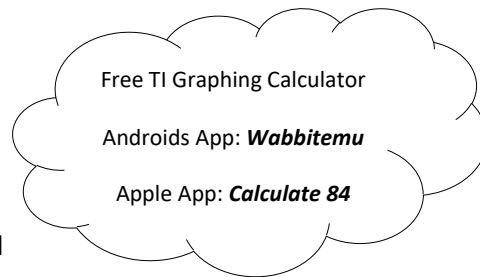 Free TI Graphing Calculator
Androids App: Wabbitemu
Apple App: Calculate 84